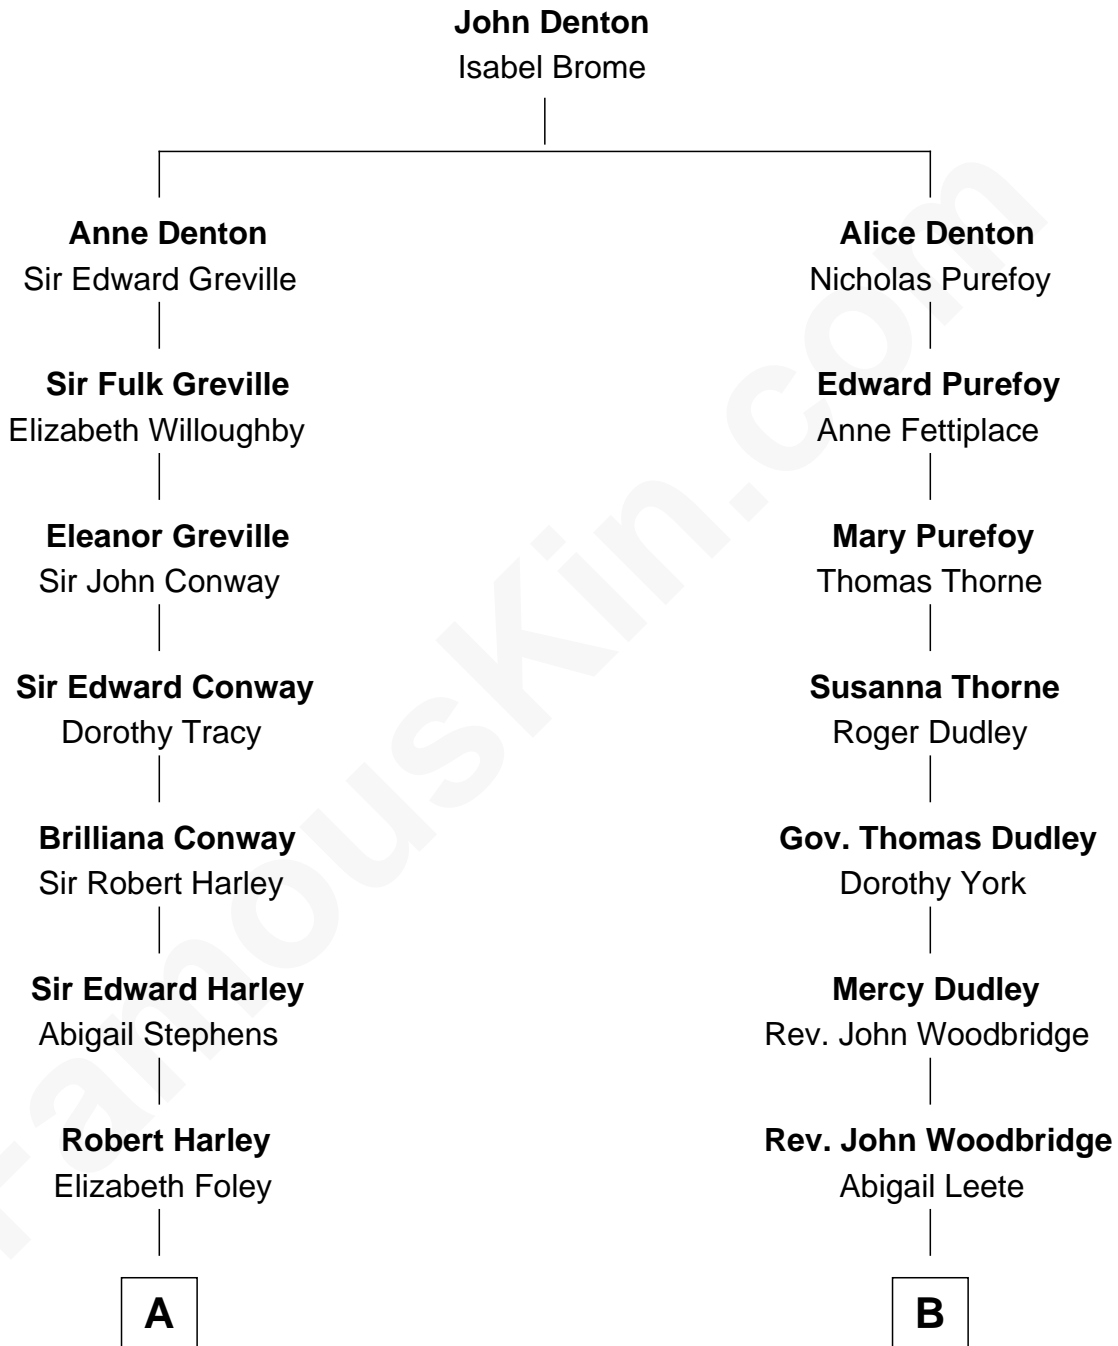 John Denton
Isabel Brome
Anne Denton
Sir Edward Greville
Alice Denton
Nicholas Purefoy
Sir Fulk Greville
Elizabeth Willoughby
Edward Purefoy
Anne Fettiplace
Eleanor Greville
Sir John Conway
Mary Purefoy
Thomas Thorne
Sir Edward Conway
Dorothy Tracy
Susanna Thorne
Roger Dudley
Brilliana Conway
Sir Robert Harley
Gov. Thomas Dudley
Dorothy York
Sir Edward Harley
Abigail Stephens
Mercy Dudley
Rev. John Woodbridge
Robert Harley
Elizabeth Foley
Rev. John Woodbridge
Abigail Leete
A
B
FamousKin.com